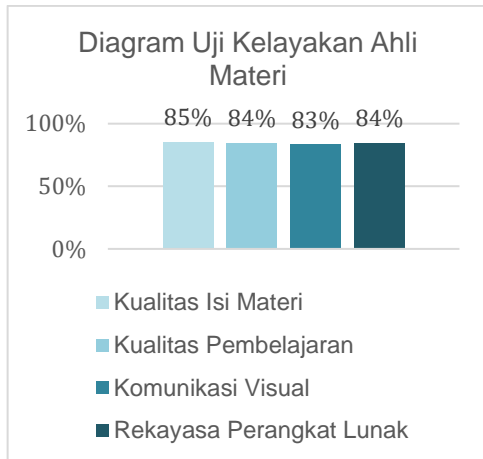 Diagram Uji Kelayakan Ahli
Materi
85% 84% 83% 84%
100%
50%
0%
Kualitas Isi Materi
Kualitas Pembelajaran
Komunikasi Visual
Rekayasa Perangkat Lunak